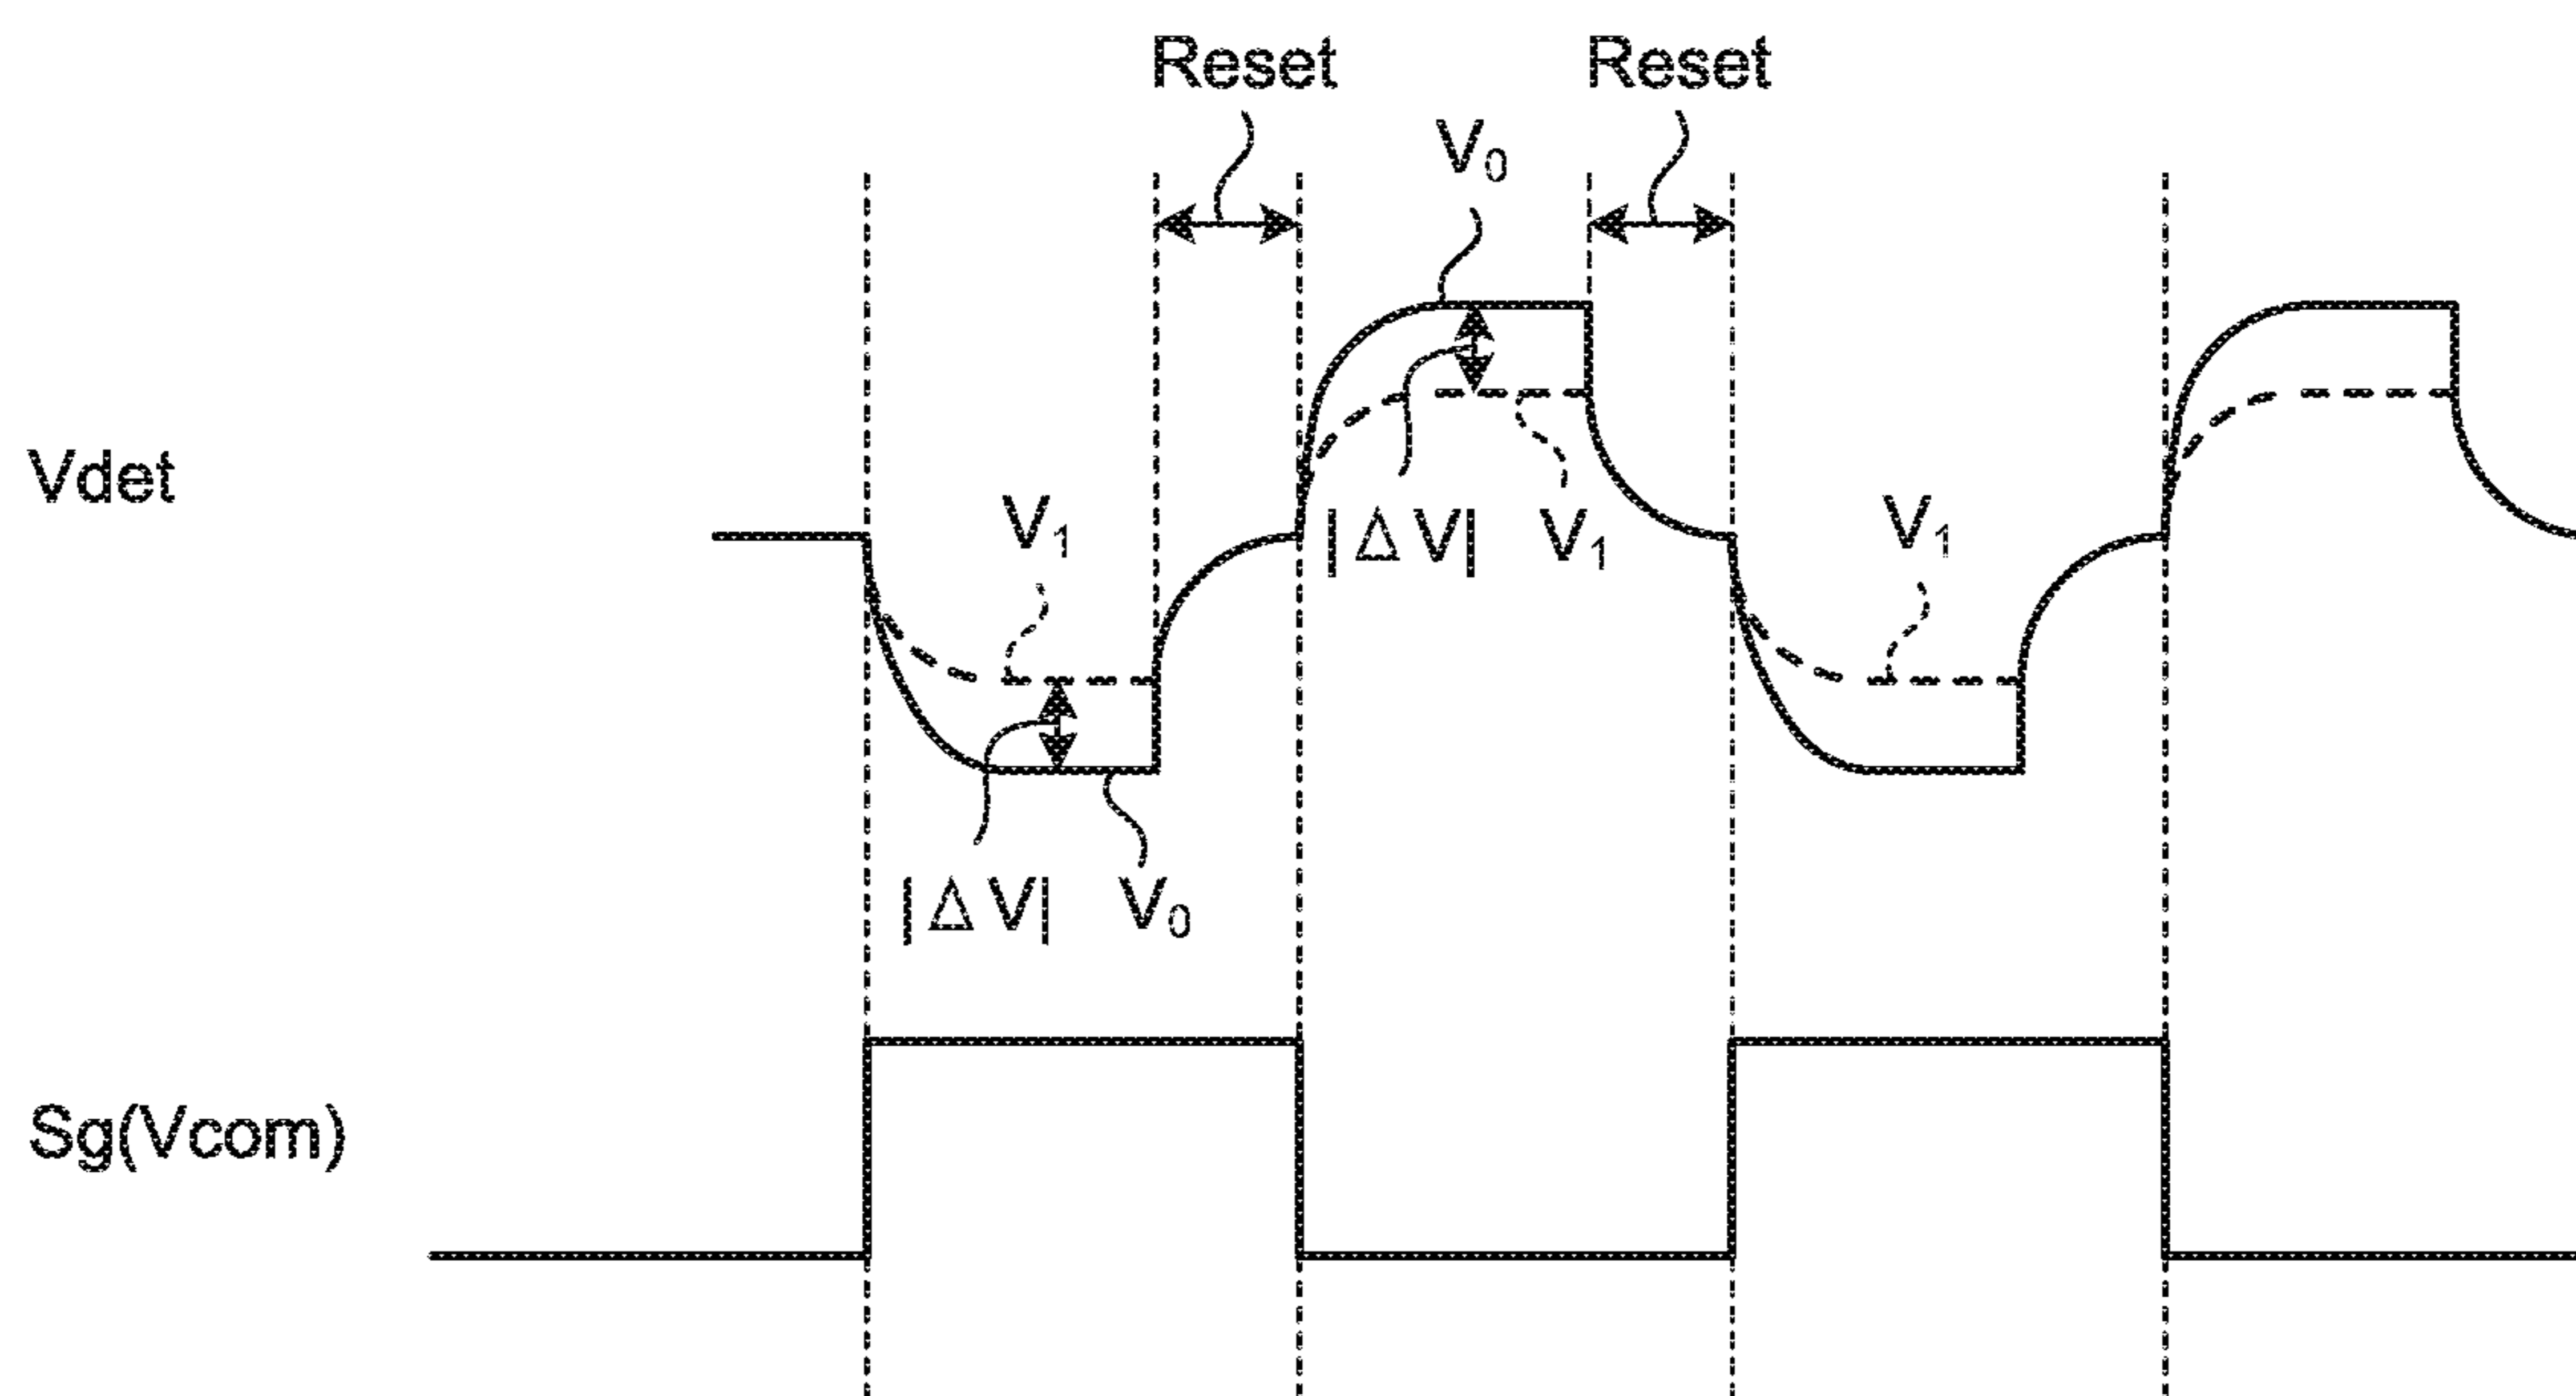 Reset Reset
V₀
Vdet
V₁ |ΔV| V₁ V₁
|ΔV| V₀
Sg(Vcom)